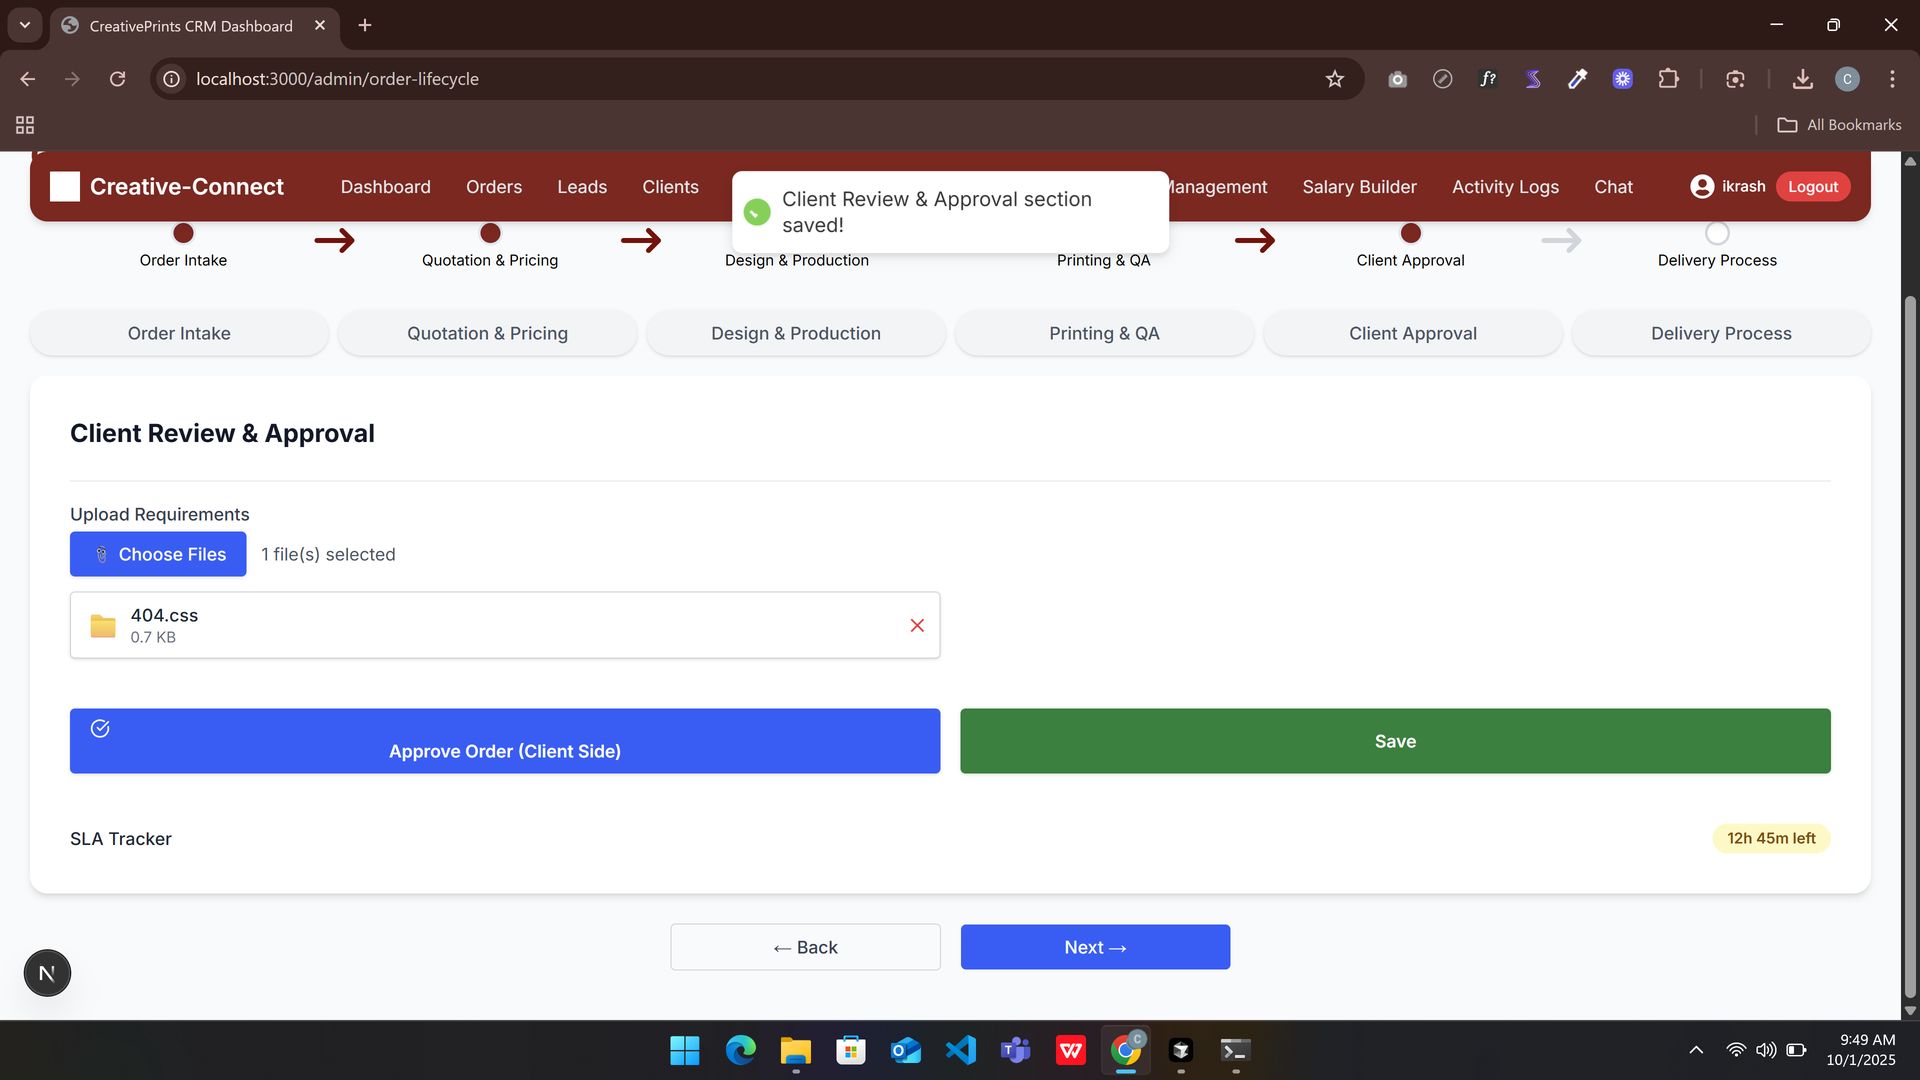 CreativePrints CRM Dashboard
localhost:3000/admin/order-lifecycle
f?
C
All Bookmarks
Creative-Connect
Dashboard
Orders
Leads
Clients
Management
Salary Builder
Activity Logs
Chat
ikrash
Logout
Client Review & Approval section
saved!
Order Intake
Quotation & Pricing
Design & Production
Printing & QA
Client Approval
Delivery Process
Order Intake
Quotation & Pricing
Design & Production
Printing & QA
Client Approval
Delivery Process
Client Review & Approval
Upload Requirements
Choose Files
1 file(s) selected
404.css
0.7 KB
Approve Order (Client Side)
Save
SLA Tracker
12h 45m left
← Back
Next →
N
9:49 AM
10/1/2025